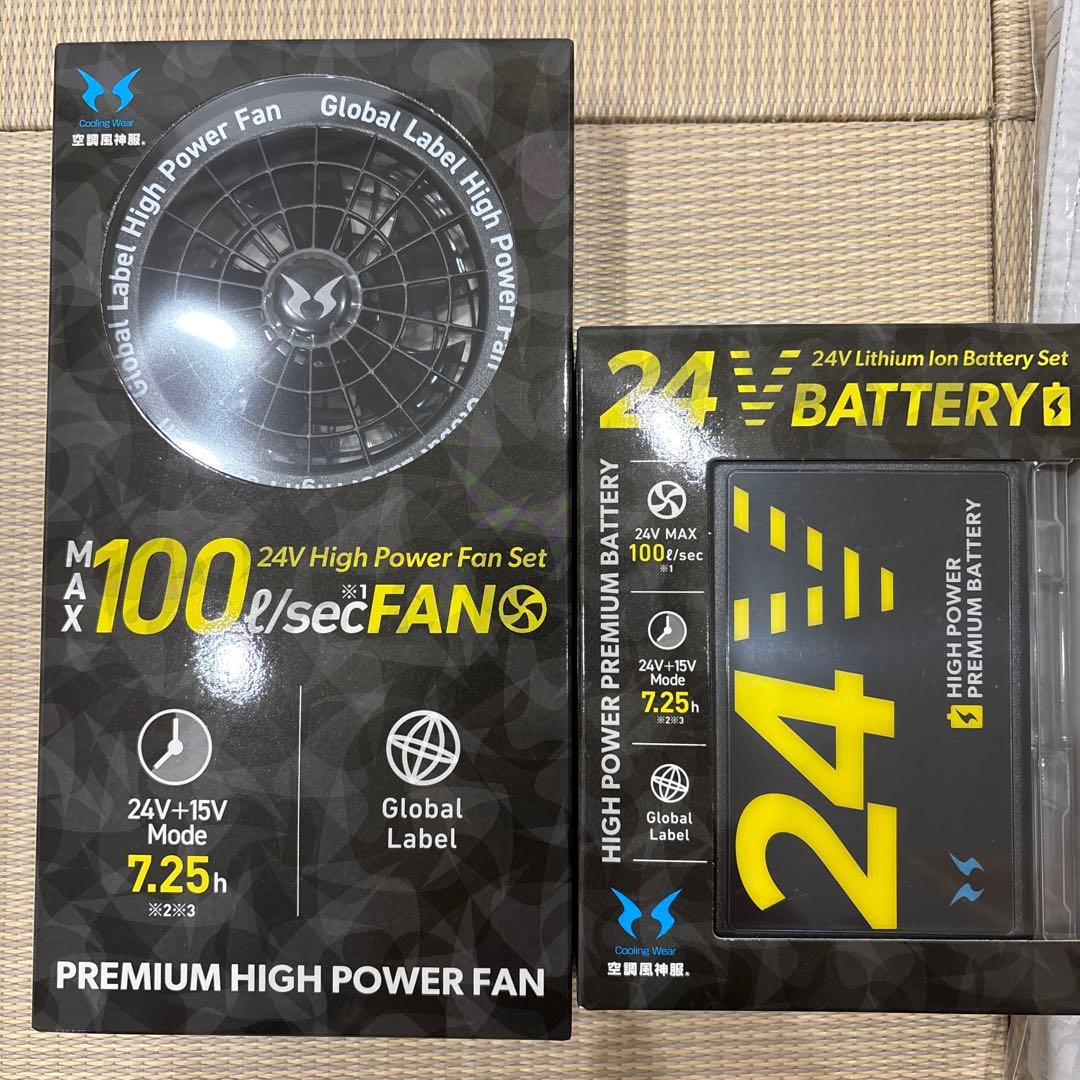 Cooling Wear
空調風神服®
Global Label High Power Fan
Global Label High Power Fan
MAX
100ℓ/sec※1 FAN
24V High Power Fan Set
24V+15V
Mode
7.25h
※2※3
Global
Label
PREMIUM HIGH POWER FAN
24V
24V Lithium Ion Battery Set
BATTERY
HIGH POWER PREMIUM BATTERY
24V MAX
100ℓ/sec
※1
24V+15V
Mode
7.25h
※2※3
Global
Label
Cooling Wear
空調風神服®
24V
HIGH POWER
PREMIUM BATTERY